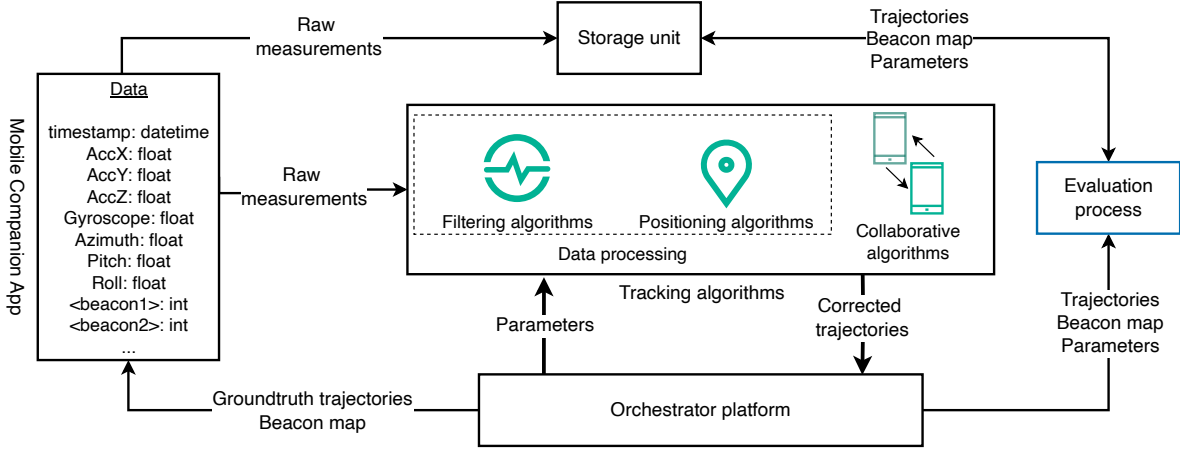 Raw
measurements
Storage unit
Trajectories
Beacon map
Parameters
Mobile Companion App
Data
timestamp: datetime
AccX: float
AccY: float
AccZ: float
Gyroscope: float
Azimuth: float
Pitch: float
Roll: float
<beacon1>: int
<beacon2>: int
...
Raw
measurements
Filtering algorithms
Positioning algorithms
Data processing
Collaborative
algorithms
Tracking algorithms
Evaluation
process
Parameters
Corrected
trajectories
Trajectories
Beacon map
Parameters
Groundtruth trajectories
Beacon map
Orchestrator platform